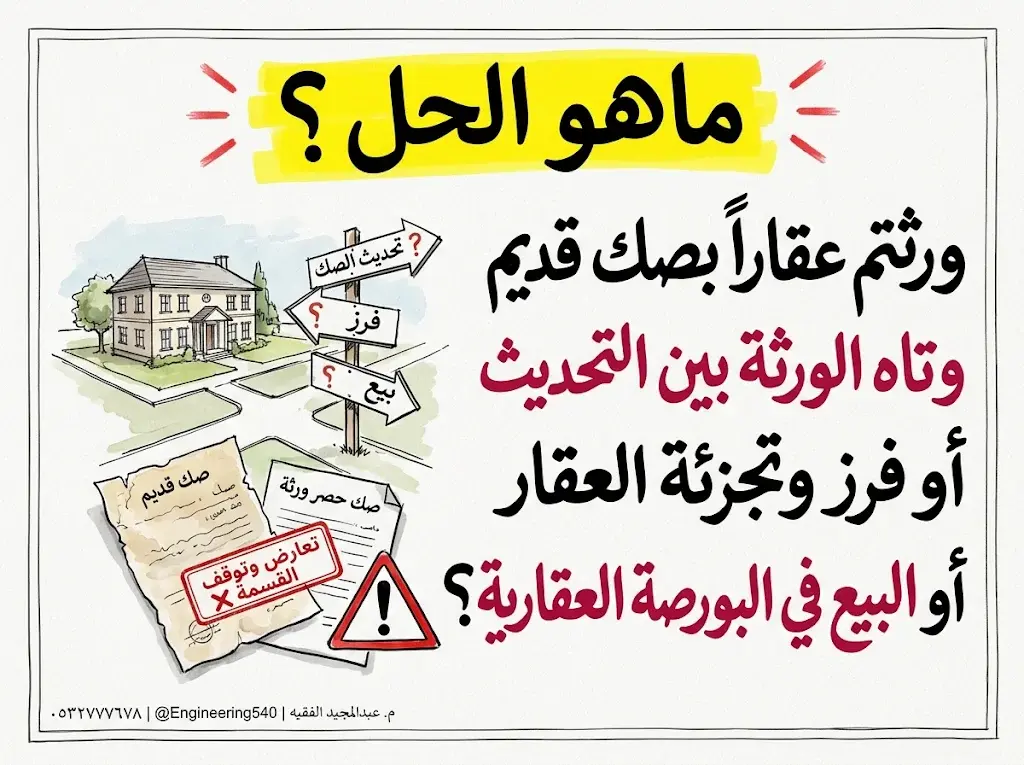 ماهو الحل ؟
ورثتم عقاراً بصك قديم
وتاه الورثة بين التحديث
أو فرز وتجزئة العقار
أو البيع في البورصة العقارية ؟
تحديث الصك ?
فرز ؟
بيع ؟
صك قديم
صك حصر ورثة
تعارض وتوقف
القسمة ✗
!
م. عبدالمجيد الفقيه | @Engineering540 | ٠٥٣٢٧٧٧٦٧٨